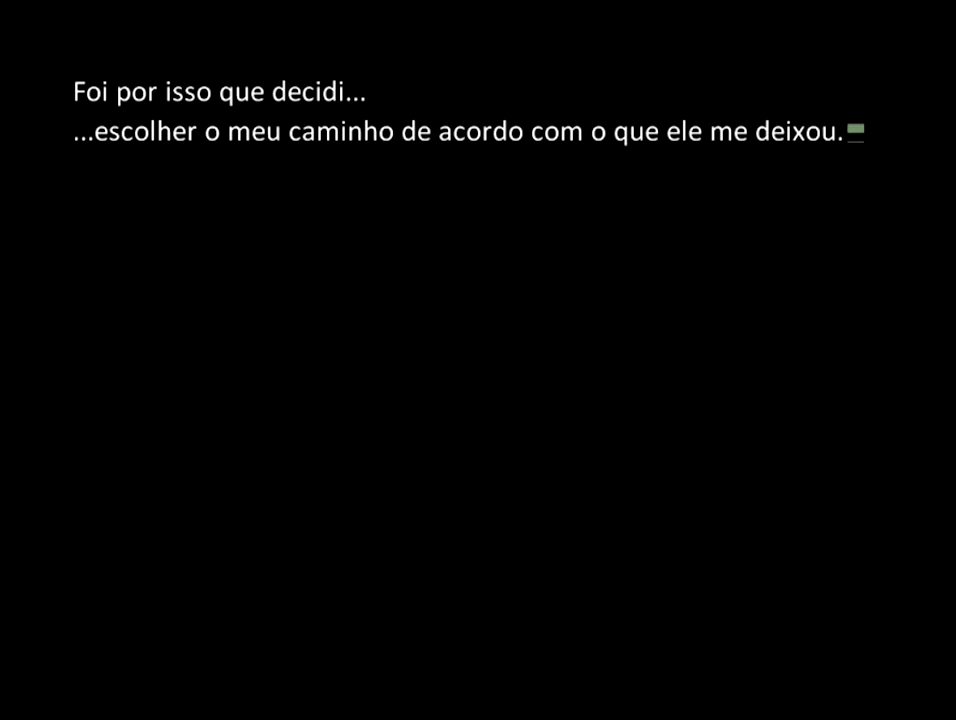 Foi por isso que decidi...
...escolher o meu caminho de acordo com o que ele me deixou.